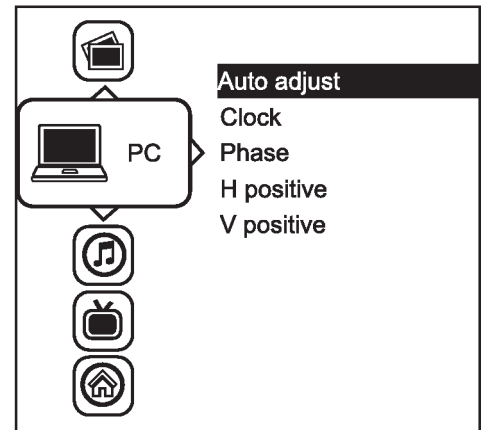 PC
Auto adjust
Clock
Phase
H positive
V positive